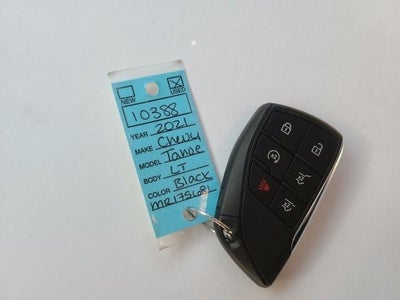 NEW USED
10388
YEAR 2021
MAKE Chevy
MODEL Tahoe
BODY LT
COLOR Black
MR175681